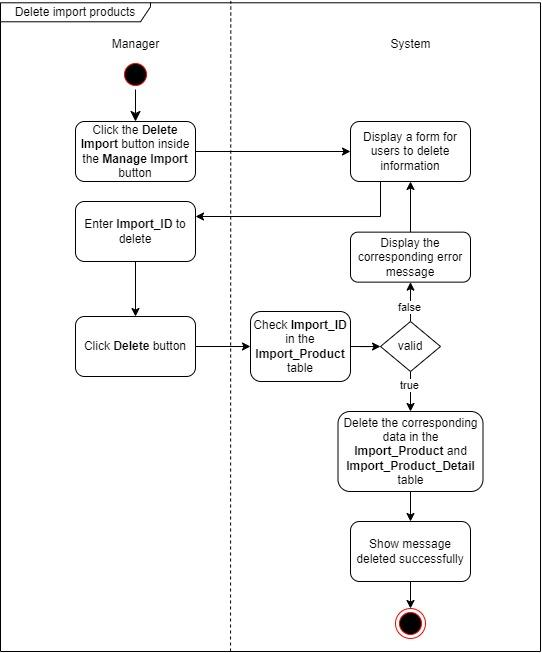 Delete import products
Manager
System
Click the Delete
Import button inside
the Manage Import
button
Display a form for
users to delete
information
Enter Import_ID to
delete
Display the
corresponding error
message
false
Click Delete button
Check Import_ID
in the
Import_Product
table
valid
true
Delete the corresponding
data in the
Import_Product and
Import_Product_Detail
table
Show message
deleted successfully